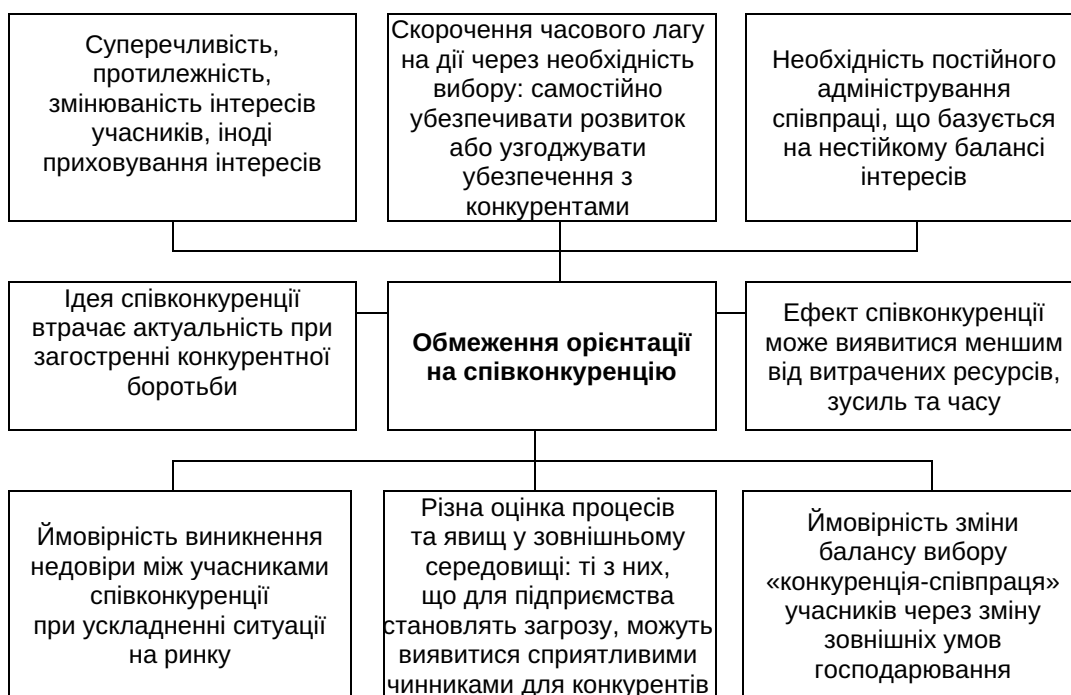 Суперечливість,
протилежність,
змінюваність інтересів
учасників, іноді
приховування інтересів
Скорочення часового лагу
на дії через необхідність
вибору: самостійно
убезпечивати розвиток
або узгоджувати
убезпечення з
конкурентами
Необхідність постійного
адміністрування
співпраці, що базується
на нестійкому балансі
інтересів
Ідея співконкуренції
втрачає актуальність при
загостренні конкурентної
боротьби
Обмеження орієнтації
на співконкуренцію
Ефект співконкуренції
може виявитися меншим
від витрачених ресурсів,
зусиль та часу
Ймовірність виникнення
недовіри між учасниками
співконкуренції
при ускладненні ситуації
на ринку
Різна оцінка процесів
та явищ у зовнішньому
середовищі: ті з них,
що для підприємства
становлять загрозу, можуть
виявитися сприятливими
чинниками для конкурентів
Ймовірність зміни
балансу вибору
«конкуренція-співпраця»
учасників через зміну
зовнішніх умов
господарювання